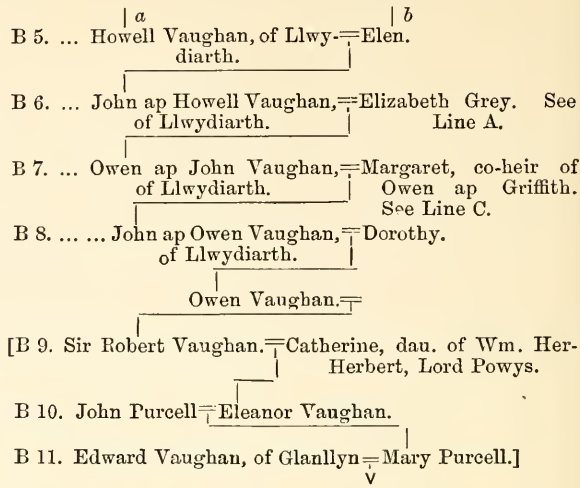 a b
B 5. ... Howell Vaughan, of Llwy-=Elen.
diarth.
B 6. ... John ap Howell Vaughan,=Elizabeth Grey. See
of Llwydiarth. Line A.
B 7. ... Owen ap John Vaughan,=Margaret, co-heir of
of Llwydiarth. Owen ap Griffith.
See Line C.
B 8. ... ... John ap Owen Vaughan,=Dorothy.
of Llwydiarth.
Owen Vaughan.=
[B 9. Sir Robert Vaughan.=Catherine, dau. of Wm. Her-
Herbert, Lord Powys.
B 10. John Purcell=Eleanor Vaughan.
B 11. Edward Vaughan, of Glanllyn=Mary Purcell.]